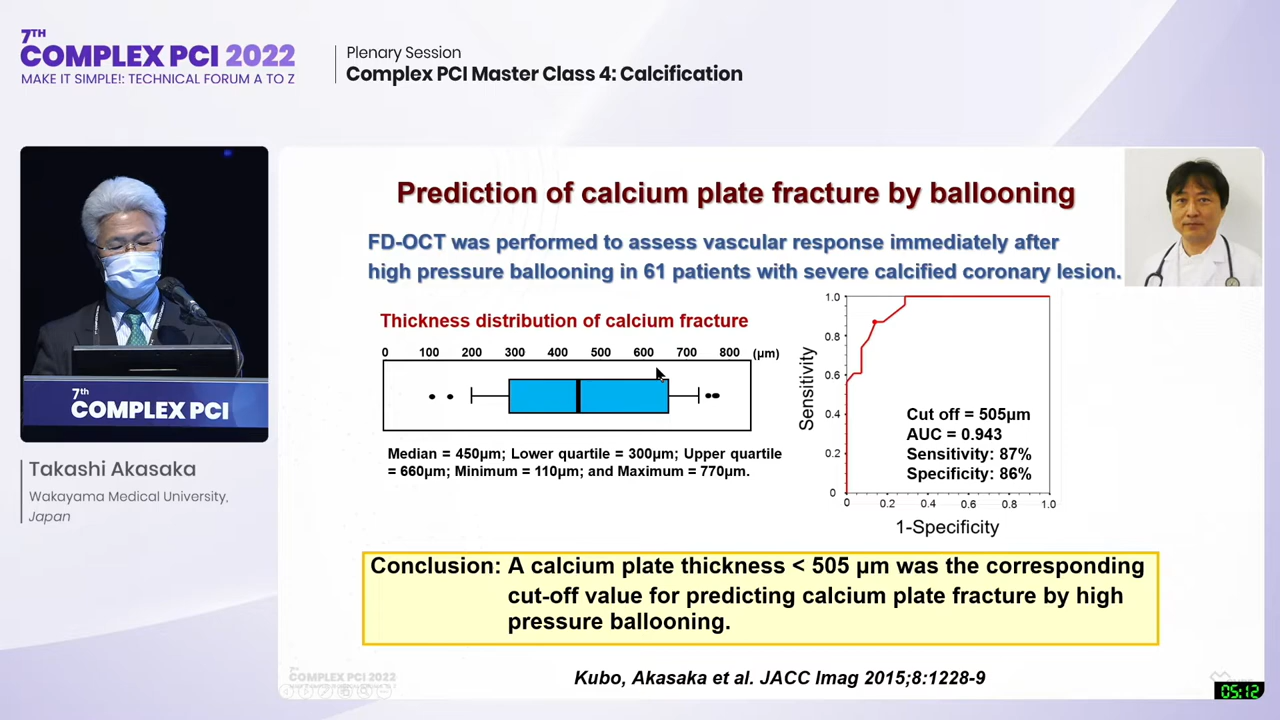 7TH
COMPLEX PCI 2022
MAKE IT SIMPLE!: TECHNICAL FORUM A TO Z
Plenary Session
Complex PCI Master Class 4: Calcification
7th
COMPLEX PCI
Takashi Akasaka
Wakayama Medical University,
Japan
Prediction of calcium plate fracture by ballooning
FD-OCT was performed to assess vascular response immediately after
high pressure ballooning in 61 patients with severe calcified coronary lesion.
Thickness distribution of calcium fracture
0 100 200 300 400 500 600 700 800 (μm)
Median = 450μm; Lower quartile = 300μm; Upper quartile
= 660μm; Minimum = 110μm; and Maximum = 770μm.
Sensitivity
1.0
0.8
0.6
0.4
0.2
0
0 0.2 0.4 0.6 0.8 1.0
1-Specificity
Cut off = 505μm
AUC = 0.943
Sensitivity: 87%
Specificity: 86%
Conclusion: A calcium plate thickness < 505 μm was the corresponding
cut-off value for predicting calcium plate fracture by high
pressure ballooning.
Kubo, Akasaka et al. JACC Imag 2015;8:1228-9
7TH
COMPLEX PCI 2022
05:12